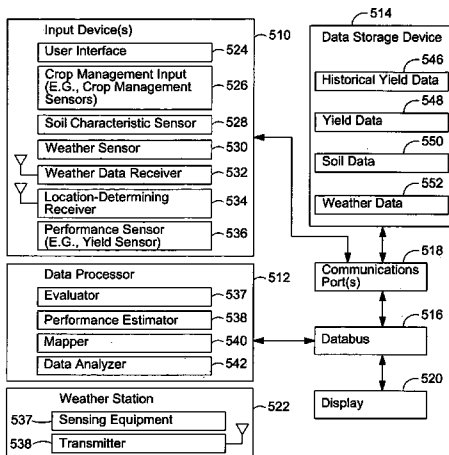 Input Device(s)
510
User Interface
524
Crop Management Input
(E.G., Crop Management
Sensors)
526
Soil Characteristic Sensor
528
Weather Sensor
530
Weather Data Receiver
532
Location-Determining
Receiver
534
Performance Sensor
(E.G., Yield Sensor)
536
514
Data Storage Device
546
Historical Yield Data
548
Yield Data
550
Soil Data
552
Weather Data
518
Communications
Port(s)
516
Databus
520
Display
Data Processor
512
Evaluator
537
Performance Estimator
538
Mapper
540
Data Analyzer
542
Weather Station
522
537
Sensing Equipment
538
Transmitter